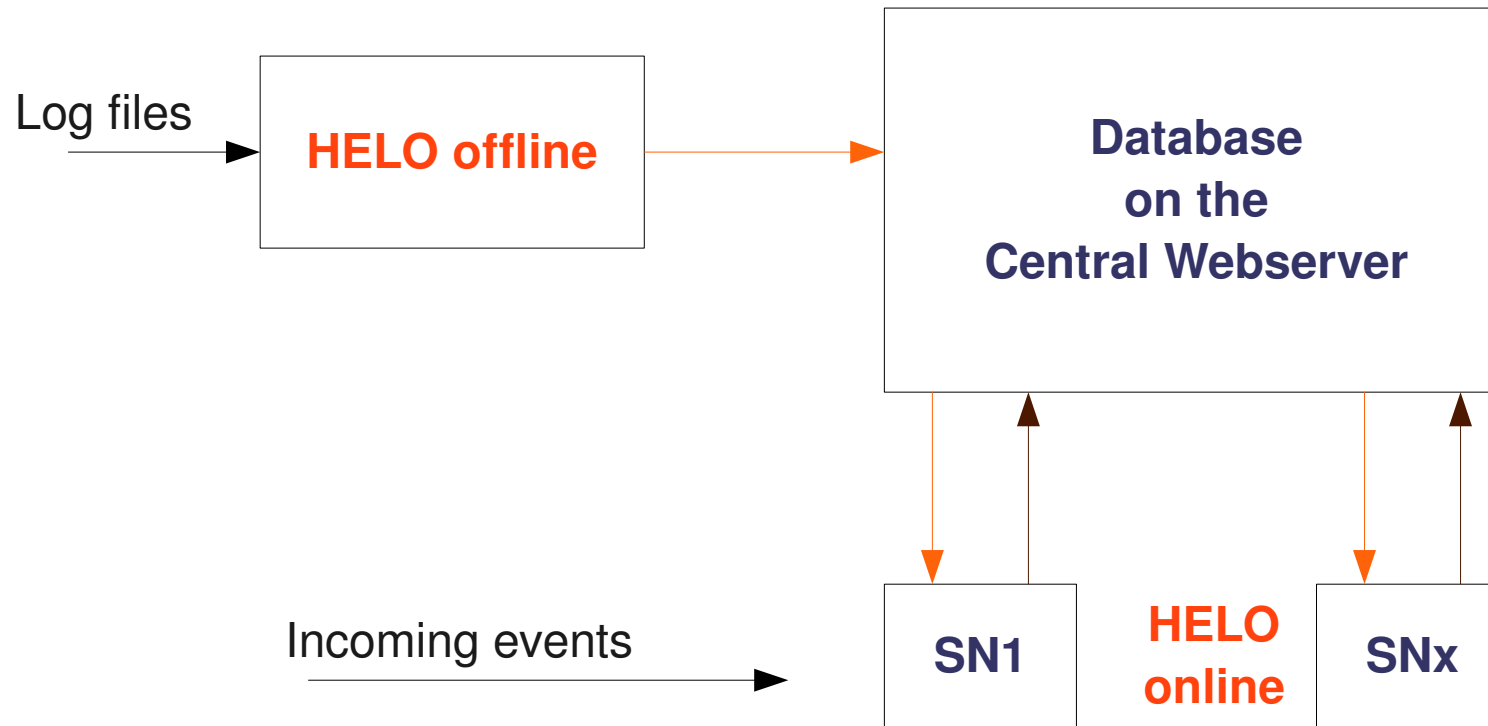 Log files
HELO offline
Database
on the
Central Webserver
Incoming events
SN1
HELO
online
SNx